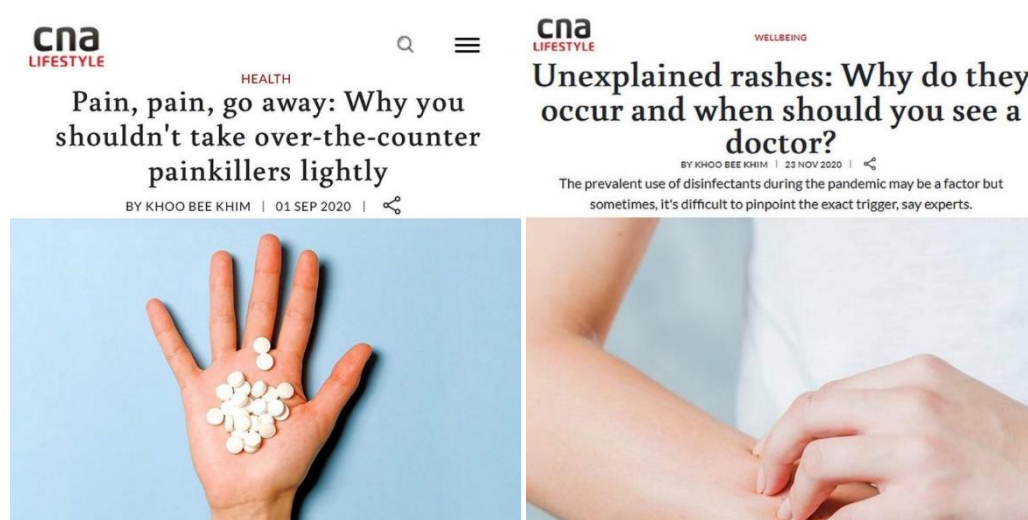 cna
LIFESTYLE
HEALTH
Pain, pain, go away: Why you
shouldn't take over-the-counter
painkillers lightly
BY KHOO BEE KHIM | 01 SEP 2020 |
cna
LIFESTYLE
WELLBEING
Unexplained rashes: Why do they
occur and when should you see a
doctor?
BY KHOO BEE KHIM | 23 NOV 2020 |
The prevalent use of disinfectants during the pandemic may be a factor but
sometimes, it's difficult to pinpoint the exact trigger, say experts.